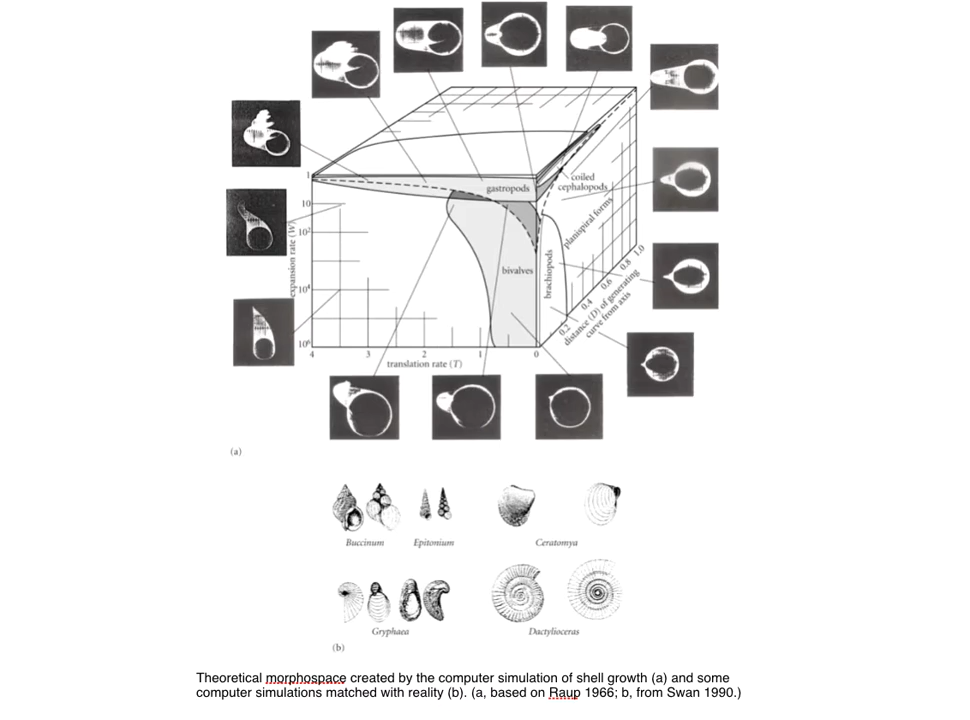 1
10
10²
10⁴
10⁶
expansion rate (W)
4 3 2 1 0
translation rate (T)
0.2 0.4 0.6 0.8 1.0
distance (D) of generating
curve from axis
gastropods
coiled
cephalopods
planispiral forms
bivalves
brachiopods
(a)
Buccinum Epitonium Ceratomya
Gryphaea Dactylioceras
(b)
Theoretical morphospace created by the computer simulation of shell growth (a) and some
computer simulations matched with reality (b). (a, based on Raup 1966; b, from Swan 1990.)